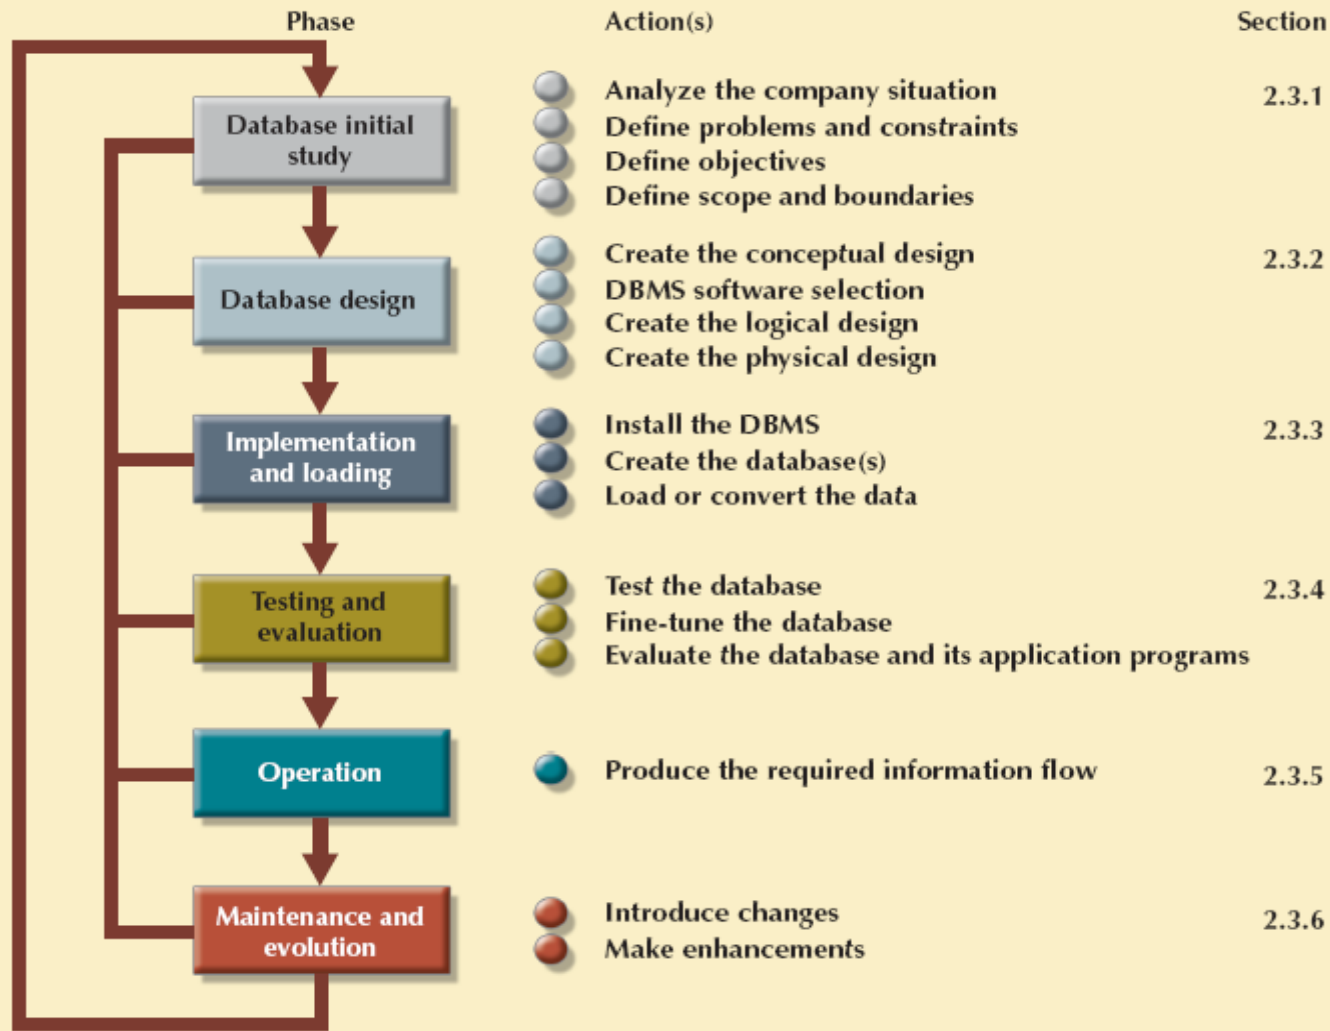 Phase Action(s) Section
Database initial
study
Analyze the company situation 2.3.1
Define problems and constraints
Define objectives
Define scope and boundaries
Database design
Create the conceptual design 2.3.2
DBMS software selection
Create the logical design
Create the physical design
Implementation
and loading
Install the DBMS 2.3.3
Create the database(s)
Load or convert the data
Testing and
evaluation
Test the database 2.3.4
Fine-tune the database
Evaluate the database and its application programs
Operation
Produce the required information flow 2.3.5
Maintenance and
evolution
Introduce changes 2.3.6
Make enhancements